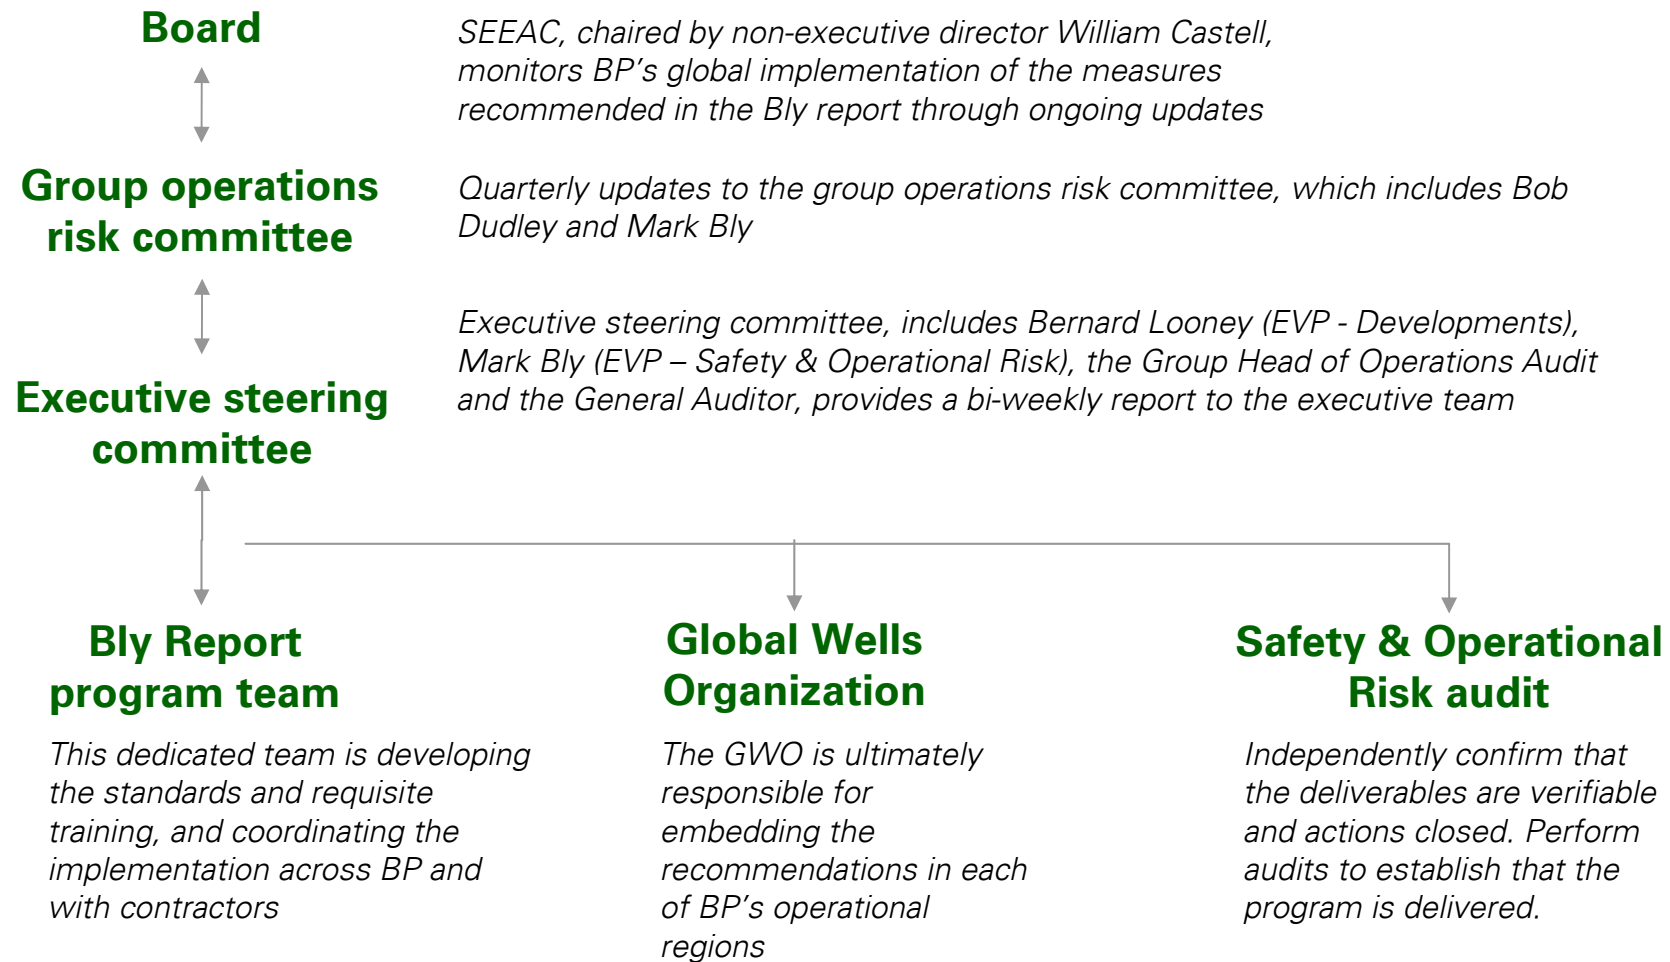 Board
SEEAC, chaired by non-executive director William Castell,
monitors BP's global implementation of the measures
recommended in the Bly report through ongoing updates
Group operations
risk committee
Quarterly updates to the group operations risk committee, which includes Bob
Dudley and Mark Bly
Executive steering
committee
Executive steering committee, includes Bernard Looney (EVP - Developments),
Mark Bly (EVP – Safety & Operational Risk), the Group Head of Operations Audit
and the General Auditor, provides a bi-weekly report to the executive team
Bly Report
program team
This dedicated team is developing
the standards and requisite
training, and coordinating the
implementation across BP and
with contractors
Global Wells
Organization
The GWO is ultimately
responsible for
embedding the
recommendations in each
of BP's operational
regions
Safety & Operational
Risk audit
Independently confirm that
the deliverables are verifiable
and actions closed. Perform
audits to establish that the
program is delivered.